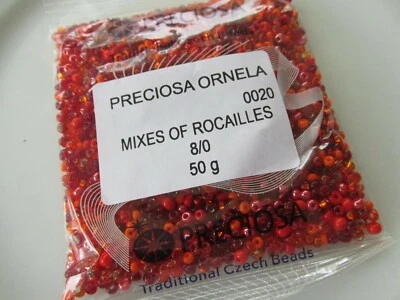 PRECIOSA ORNELA
0020
MIXES OF ROCAILLES
8/0
50 g
PRECIOSA
Traditional Czech Beads